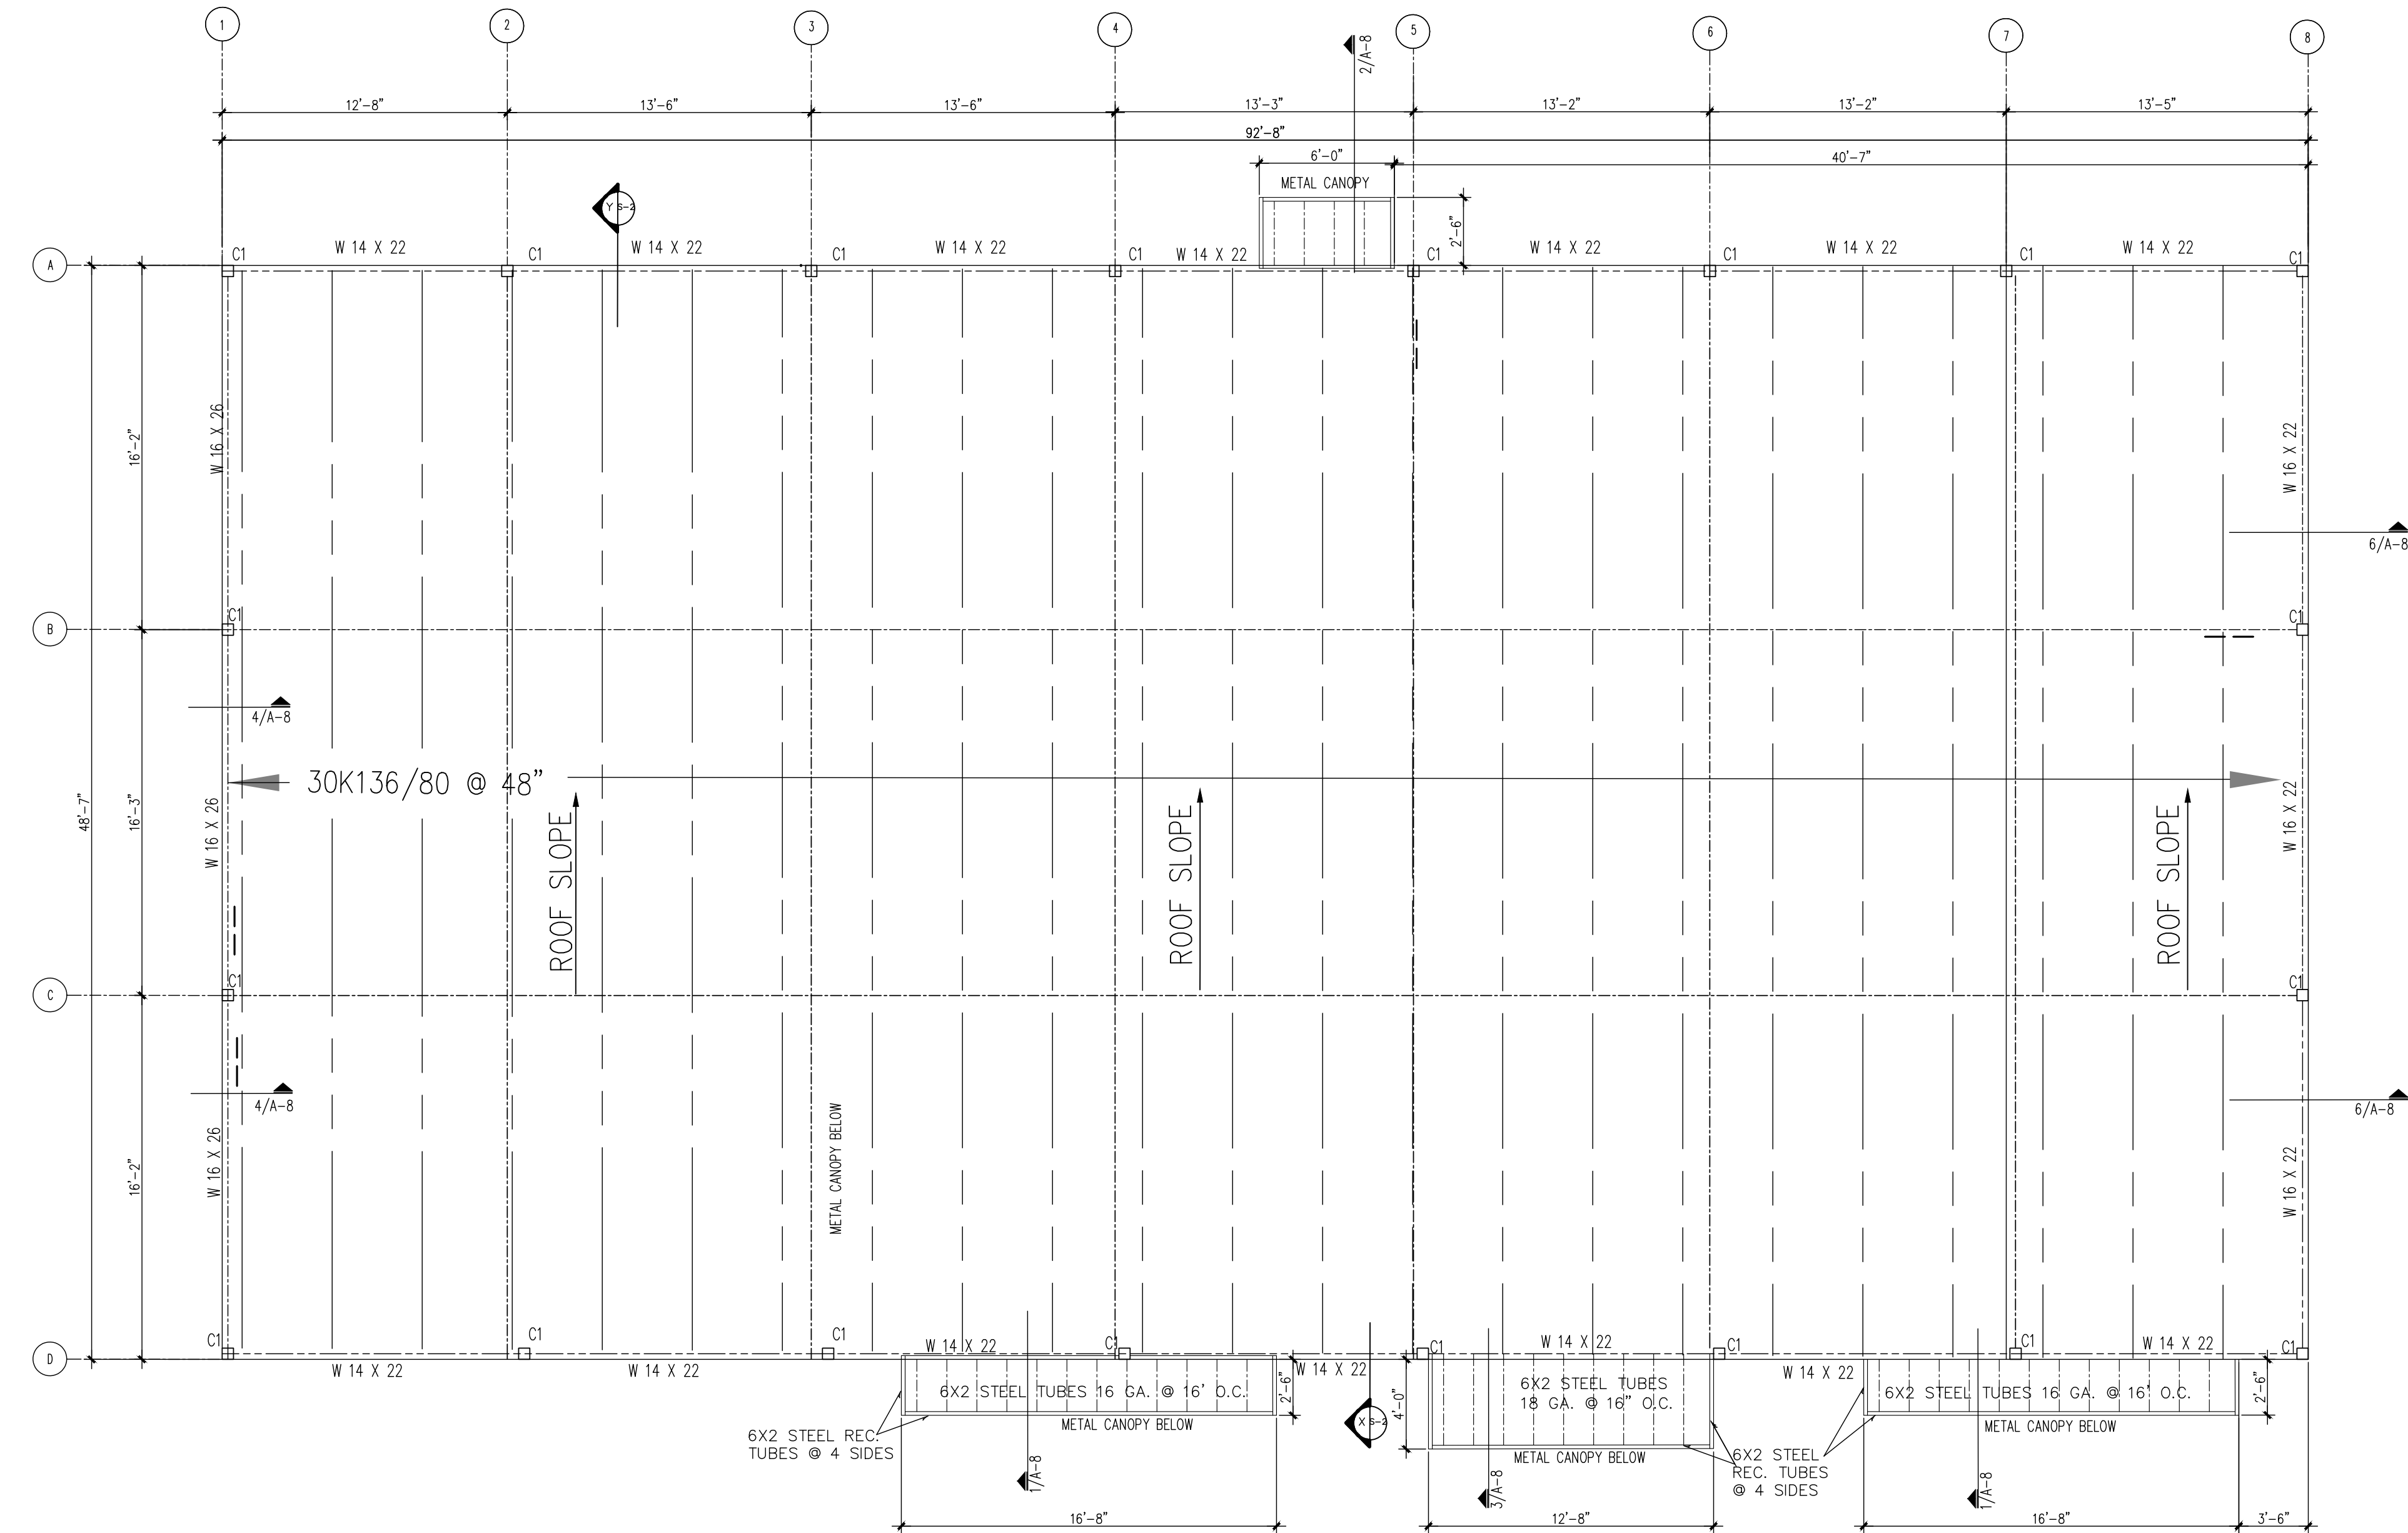 1 2 3 4 5 6 7 8
2/A-8
12'-8" 13'-6" 13'-6" 13'-3" 13'-2" 13'-2" 13'-5"
92'-8"
6'-0" 40'-7"
METAL CANOPY
Y S-2
2'-6"
C1 W 14 X 22 C1 W 14 X 22 C1 W 14 X 22 C1 W 14 X 22 C1 W 14 X 22 C1 W 14 X 22 C1 W 14 X 22 C1
A
16'-2"
W 16 X 26
W 16 X 22
6/A-8
C1 C1
B
4/A-8
30K136/80 @ 48"
48'-7"
16'-3"
W 16 X 26
W 16 X 22
ROOF SLOPE
ROOF SLOPE
ROOF SLOPE
C1 C1
C
4/A-8
6/A-8
METAL CANOPY BELOW
16'-2"
W 16 X 26
W 16 X 22
C1 C1 C1 C1 C1 C1 C1 C1
D
W 14 X 22 W 14 X 22 W 14 X 22 W 14 X 22 W 14 X 22 W 14 X 22 W 14 X 22
6X2 STEEL TUBES 16 GA. @ 16' O.C.
2'-6"
METAL CANOPY BELOW
6X2 STEEL REC.
TUBES @ 4 SIDES
X S-2
4'-0"
6X2 STEEL TUBES
18 GA. @ 16" O.C.
METAL CANOPY BELOW
6X2 STEEL
REC. TUBES
@ 4 SIDES
6X2 STEEL TUBES 16 GA. @ 16' O.C.
2'-6"
METAL CANOPY BELOW
1/A-8 3/A-8 1/A-8
16'-8" 12'-8" 16'-8" 3'-6"